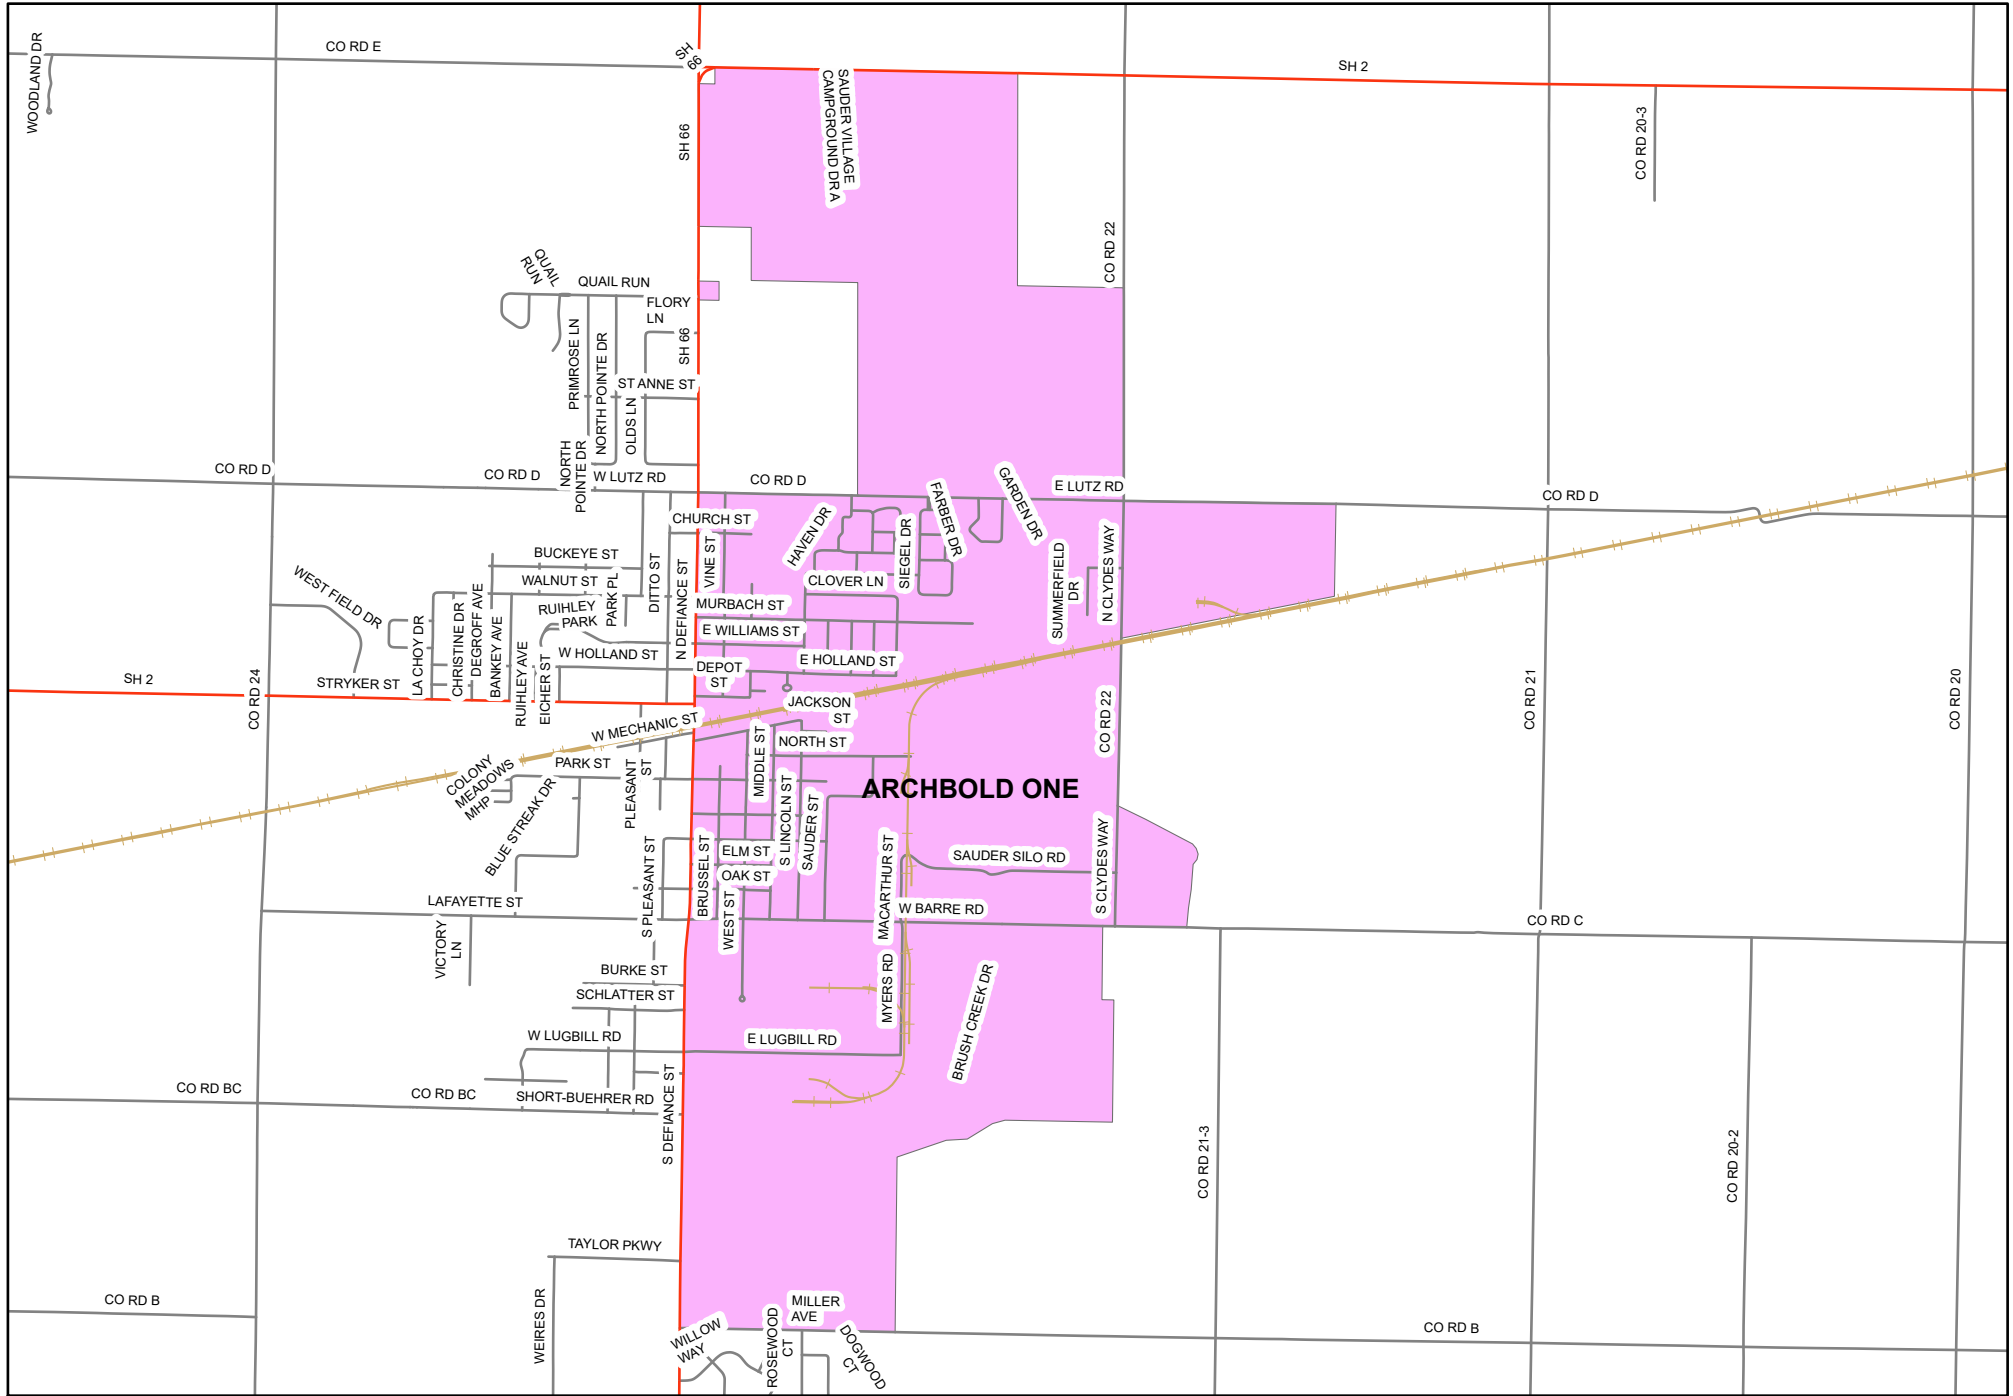 WOODLAND DR
CO RD E
SH
66
SH 2
SAUDER VILLAGE
CAMPGROUND DR A
SH 66
CO RD 20-3
CO RD 22
QUAIL
RUN
QUAIL RUN
FLORY
LN
PRIMROSE LN
NORTH POINTE DR
SH 66
ST ANNE ST
OLDS LN
NORTH
POINTE DR
CO RD D
CO RD D
W LUTZ RD
CO RD D
E LUTZ RD
CO RD D
CHURCH ST
HAVEN DR
FARBER DR
GARDEN DR
SIEGEL DR
SUMMERFIELD
DR
N CLYDES WAY
BUCKEYE ST
WALNUT ST
PARK PL
DITTO ST
VINE ST
N DEFIANCE ST
CLOVER LN
WEST FIELD DR
LA CHOY DR
CHRISTINE DR
DEGROFF AVE
BANKEY AVE
RUIHLEY AVE
EICHER ST
RUIHLEY
PARK
W HOLLAND ST
MURBACH ST
E WILLIAMS ST
E HOLLAND ST
DEPOT
ST
SH 2
STRYKER ST
CO RD 24
JACKSON
ST
W MECHANIC ST
NORTH ST
MIDDLE ST
CO RD 22
CO RD 21
CO RD 20
COLONY
MEADOWS
MHP
PARK ST
PLEASANT
ST
BLUE STREAK DR
ARCHBOLD ONE
S LINCOLN ST
SAUDER ST
ELM ST
OAK ST
BRUSSEL ST
WEST ST
S PLEASANT ST
MACARTHUR ST
SAUDER SILO RD
S CLYDES WAY
LAFAYETTE ST
W BARRE RD
CO RD C
VICTORY
LN
BURKE ST
SCHLATTER ST
MYERS RD
BRUSH CREEK DR
W LUGBILL RD
E LUGBILL RD
CO RD BC
CO RD BC
SHORT-BUEHRER RD
S DEFIANCE ST
CO RD 21-3
CO RD 20-2
TAYLOR PKWY
WEIRES DR
CO RD B
MILLER
AVE
WILLOW
WAY
ROSEWOOD
CT
DOGWOOD
CT
CO RD B